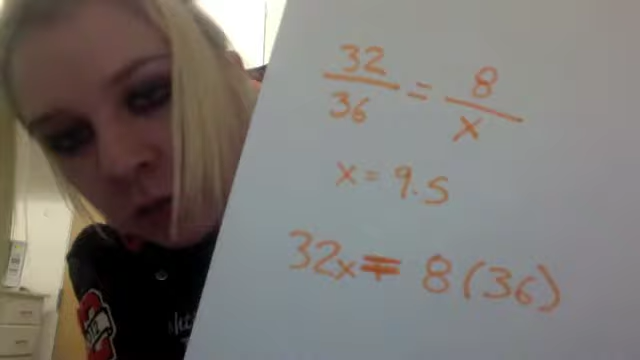 32/36 = 8/x
x = 9.5
32x = 8(36)